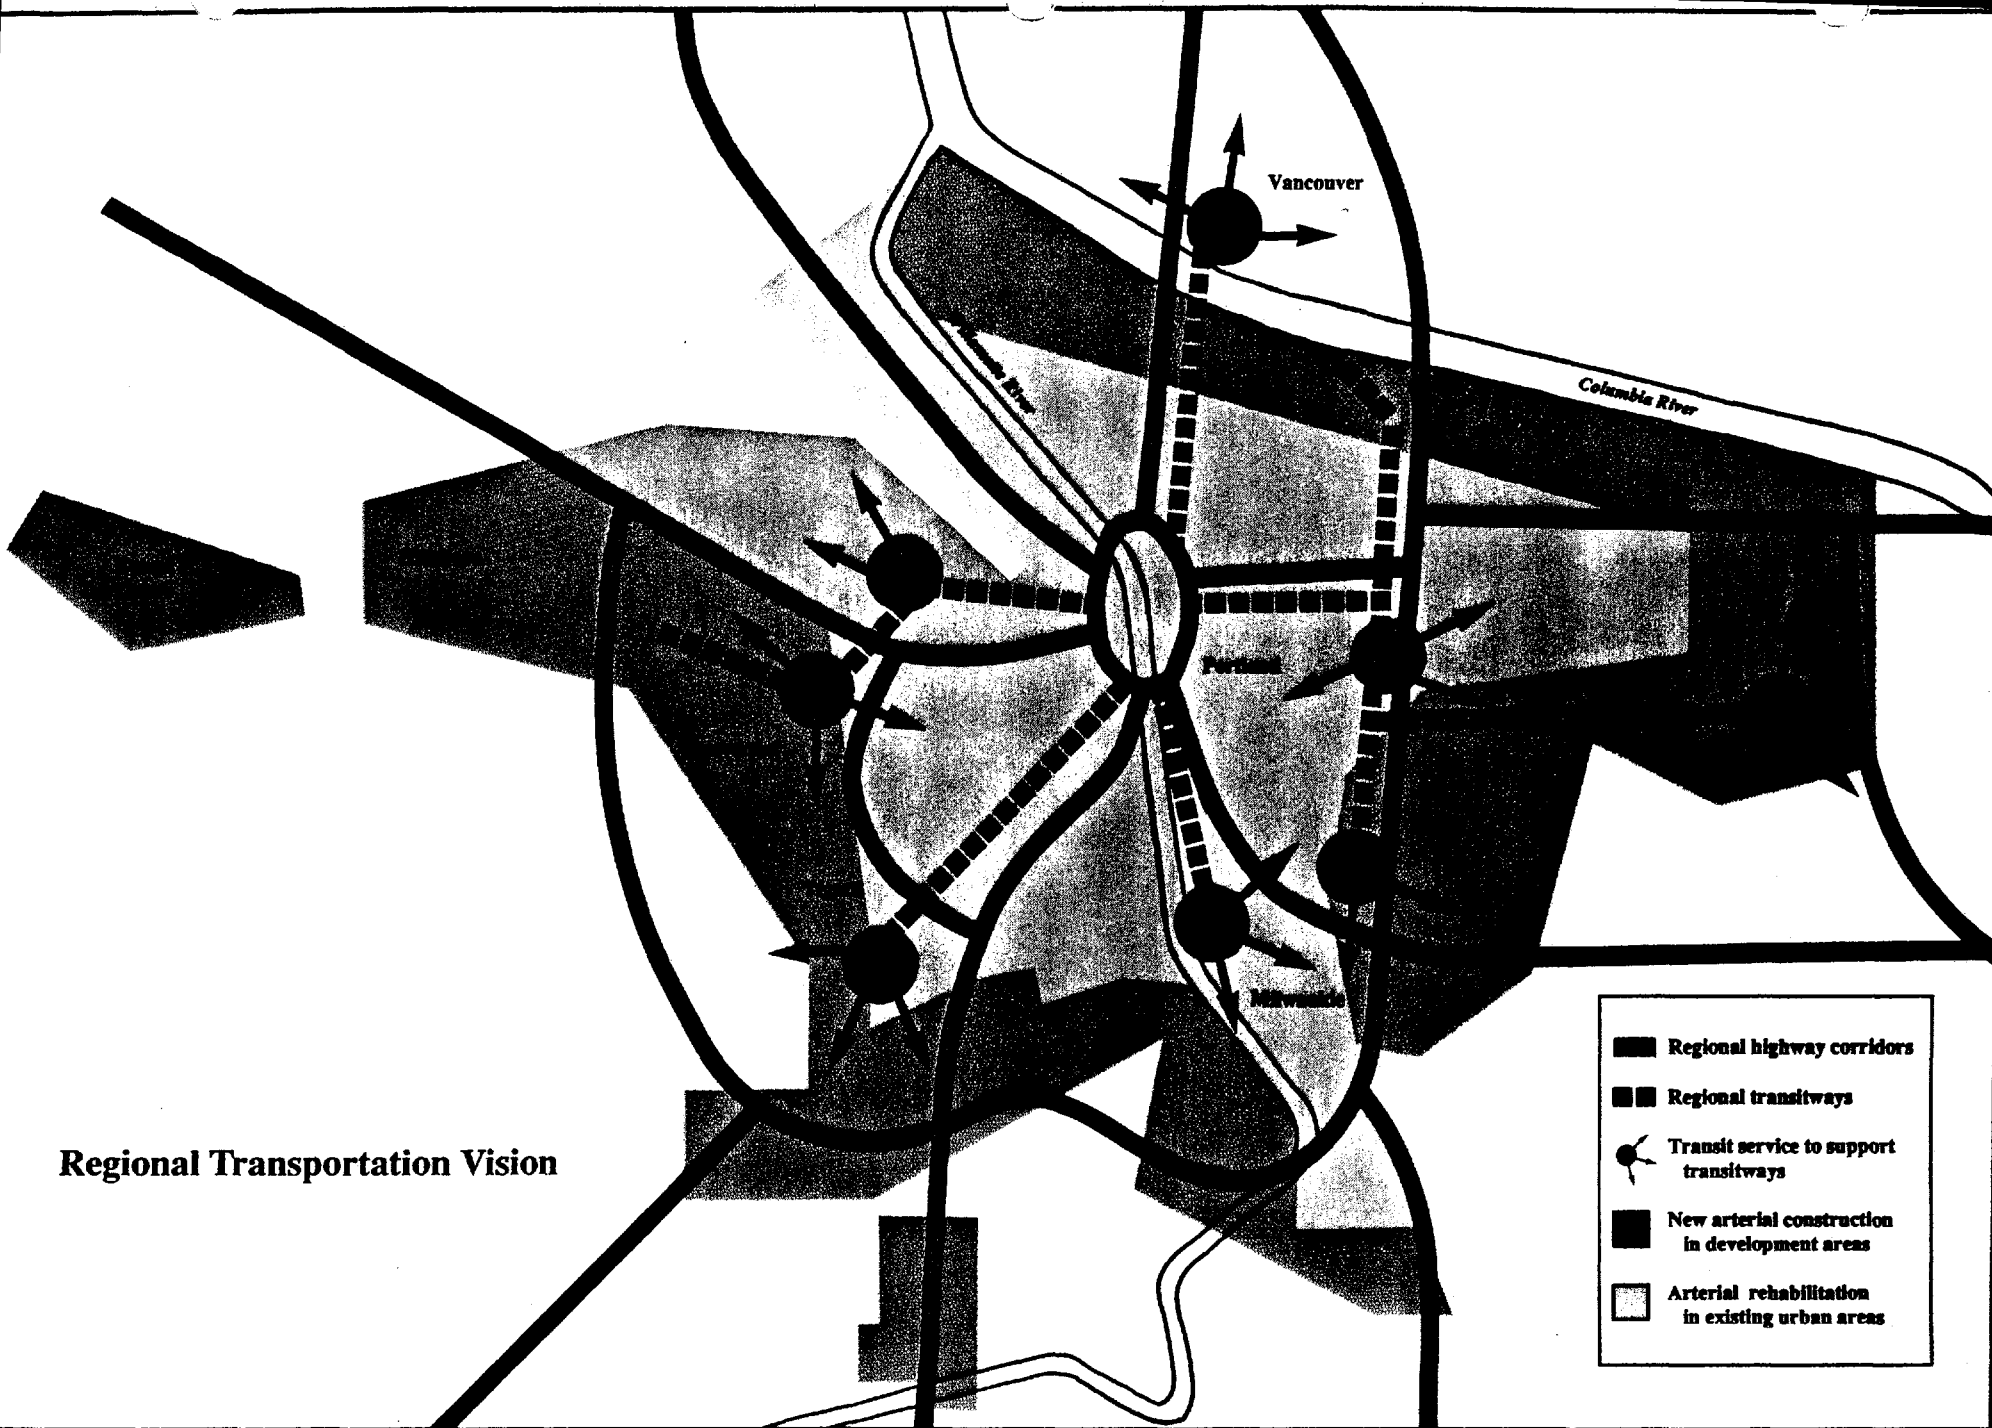 Vancouver
Columbia River
River
Portland
Milwaukie
Regional Transportation Vision
Regional highway corridors
Regional transitways
Transit service to support
transitways
New arterial construction
in development areas
Arterial rehabilitation
in existing urban areas